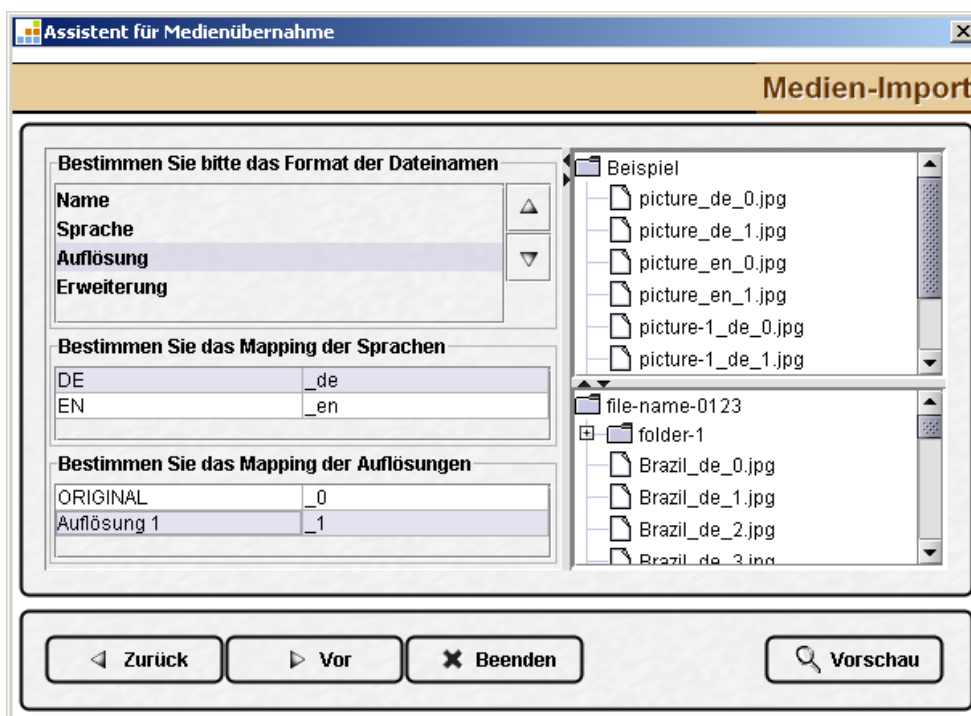 Assistent für Medienübernahme
Medien-Import
Bestimmen Sie bitte das Format der Dateinamen
Name
Sprache
Auflösung
Erweiterung
Bestimmen Sie das Mapping der Sprachen
DE _de
EN _en
Bestimmen Sie das Mapping der Auflösungen
ORIGINAL _0
Auflösung 1 _1
Beispiel
picture_de_0.jpg
picture_de_1.jpg
picture_en_0.jpg
picture_en_1.jpg
picture-1_de_0.jpg
picture-1_de_1.jpg
file-name-0123
folder-1
Brazil_de_0.jpg
Brazil_de_1.jpg
Brazil_de_2.jpg
Brazil_de_3.jpg
Zurück
Vor
Beenden
Vorschau